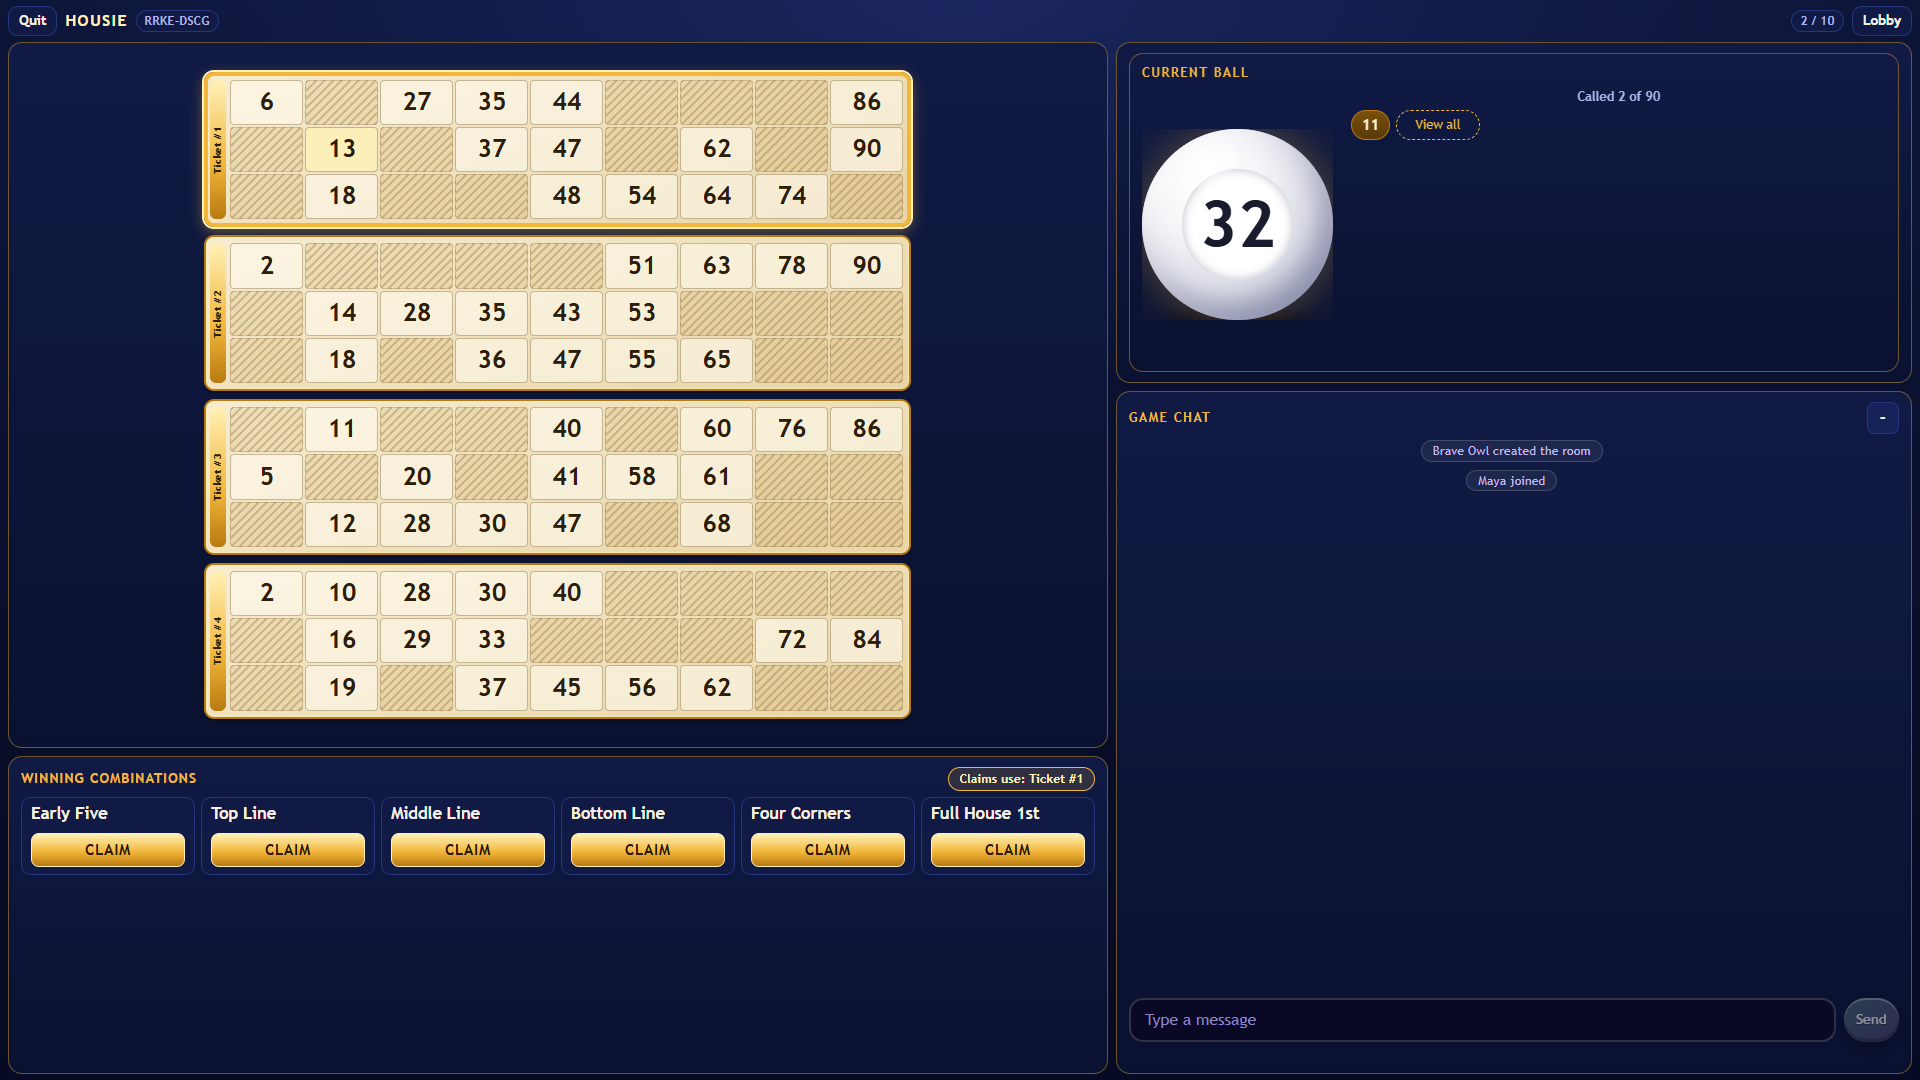 Quit HOUSIE RRKE-DSCG 2 / 10 Lobby
Ticket #1
6 27 35 44 86
13 37 47 62 90
18 48 54 64 74
Ticket #2
2 51 63 78 90
14 28 35 43 53
18 36 47 55 65
Ticket #3
11 40 60 76 86
5 20 41 58 61
12 28 30 47 68
Ticket #4
2 10 28 30 40
16 29 33 72 84
19 37 45 56 62
WINNING COMBINATIONS Claims use: Ticket #1
Early Five Top Line Middle Line Bottom Line Four Corners Full House 1st
CLAIM CLAIM CLAIM CLAIM CLAIM CLAIM
CURRENT BALL
Called 2 of 90
11 View all
32
GAME CHAT -
Brave Owl created the room
Maya joined
Type a message Send